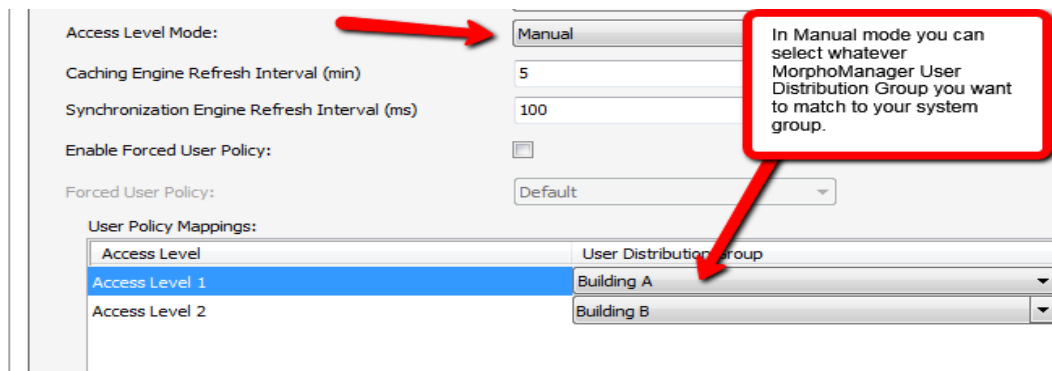 Access Level Mode:
Manual
In Manual mode you can
select whatever
MorphoManager User
Distribution Group you want
to match to your system
group.
Caching Engine Refresh Interval (min)
5
Synchronization Engine Refresh Interval (ms)
100
Enable Forced User Policy:
Forced User Policy:
Default
User Policy Mappings:
Access Level
User Distribution Group
Access Level 1
Building A
Access Level 2
Building B